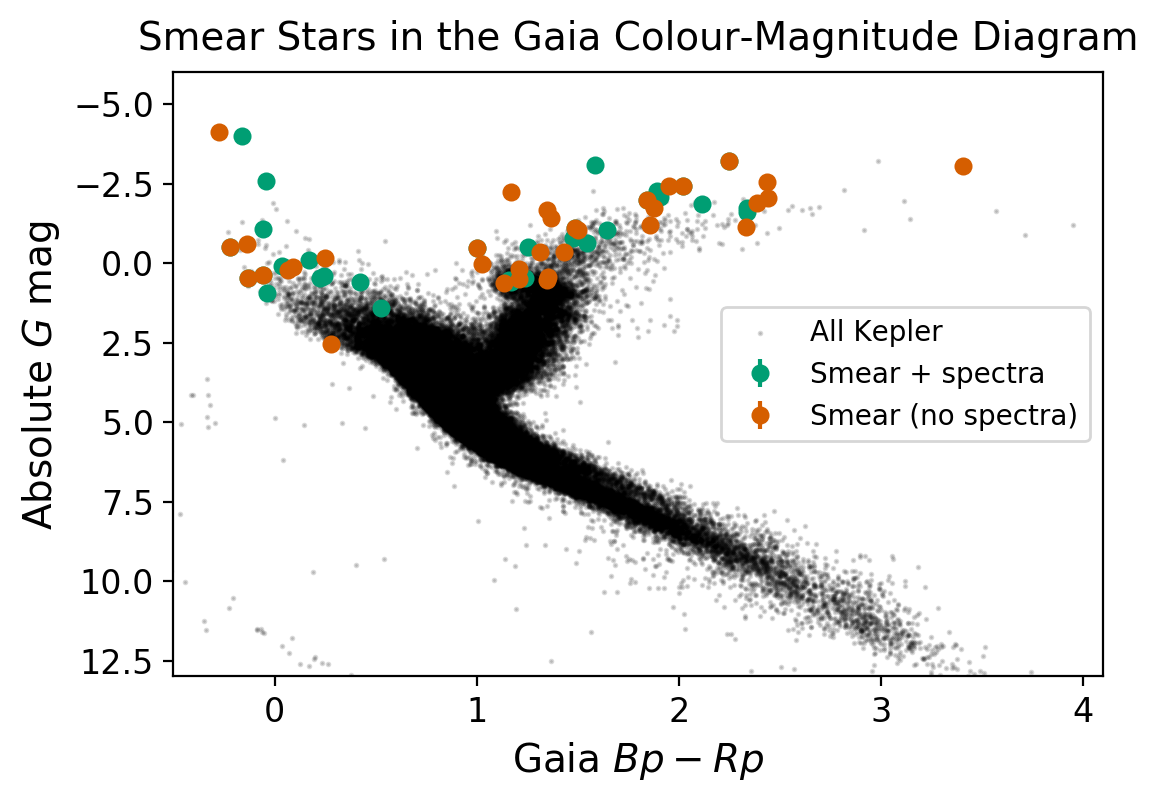 Smear Stars in the Gaia Colour-Magnitude Diagram
Absolute G mag
−5.0
−2.5
0.0
2.5
5.0
7.5
10.0
12.5
All Kepler
Smear + spectra
Smear (no spectra)
0 1 2 3 4
Gaia Bp − Rp